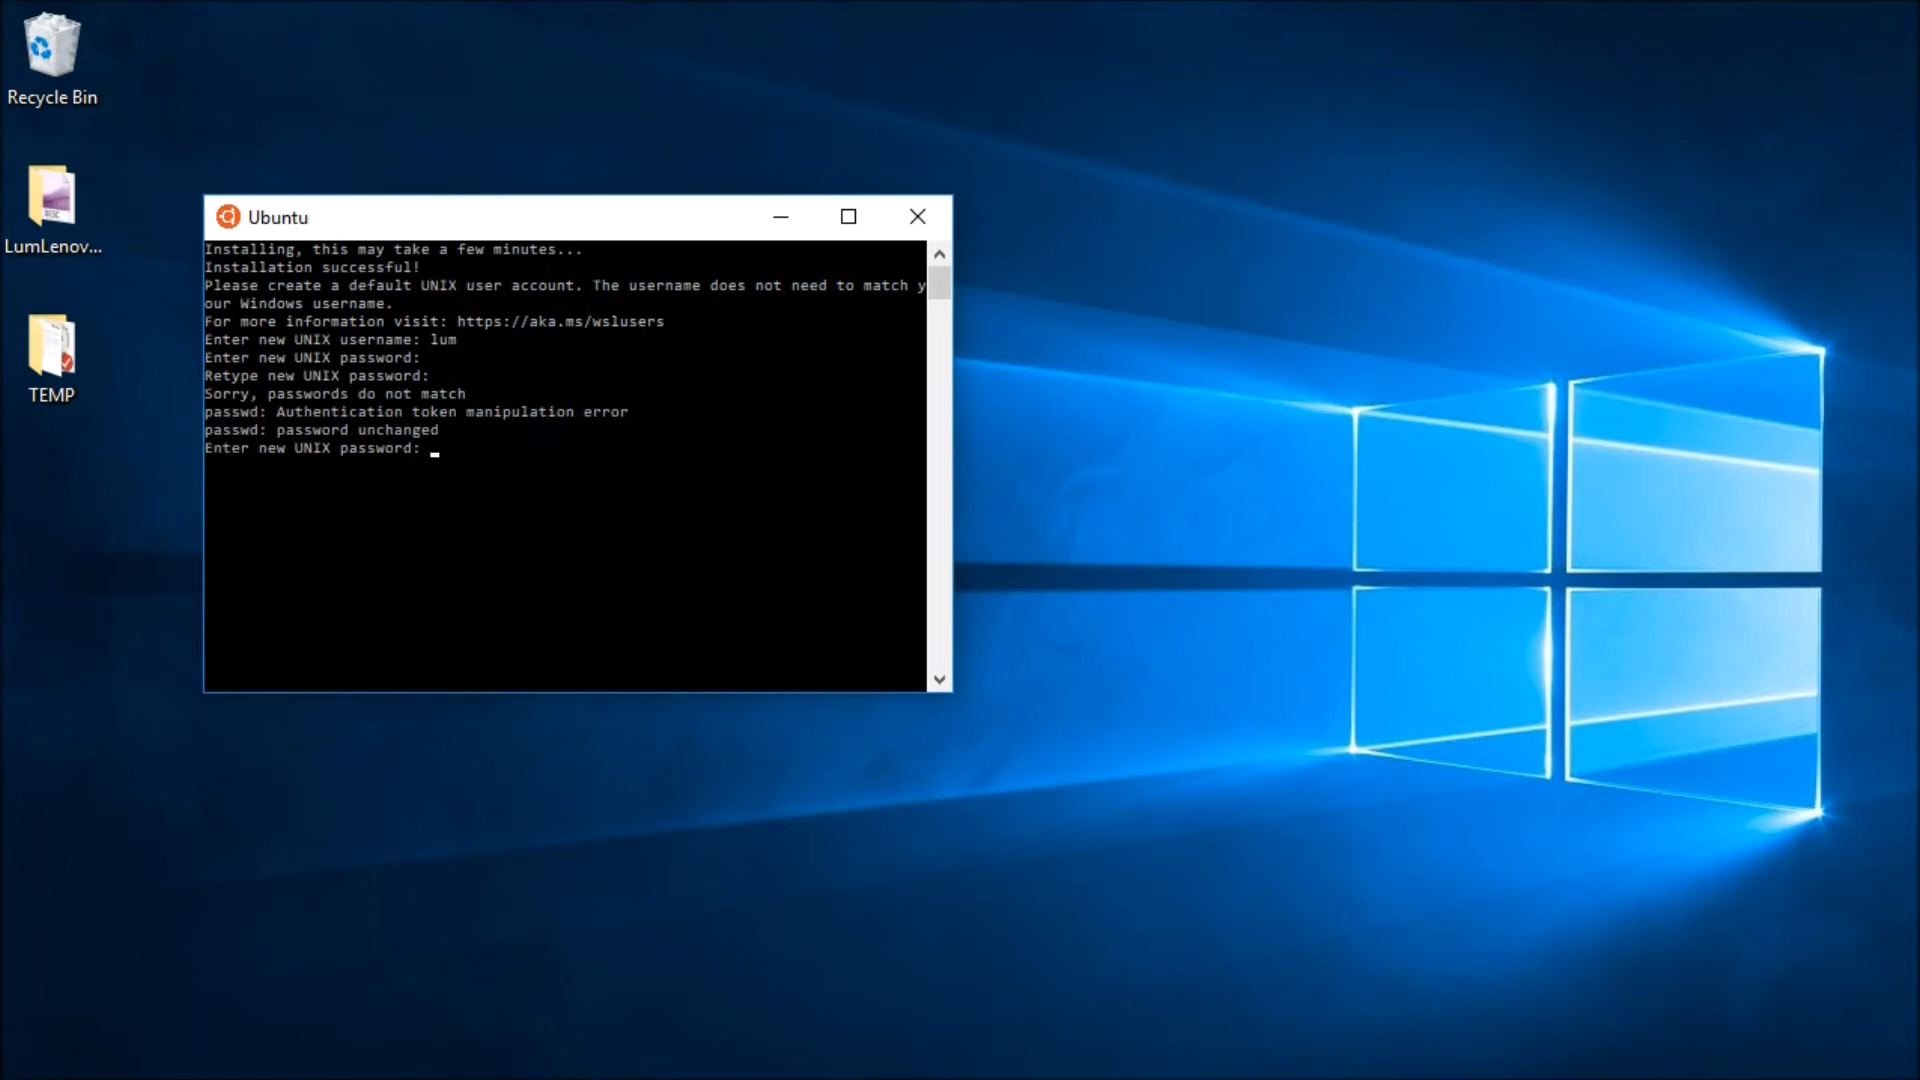 Recycle Bin
LumLenov...
TEMP
Ubuntu
Installing, this may take a few minutes...
Installation successful!
Please create a default UNIX user account. The username does not need to match y
our Windows username.
For more information visit: https://aka.ms/wslusers
Enter new UNIX username: lum
Enter new UNIX password:
Retype new UNIX password:
Sorry, passwords do not match
passwd: Authentication token manipulation error
passwd: password unchanged
Enter new UNIX password: